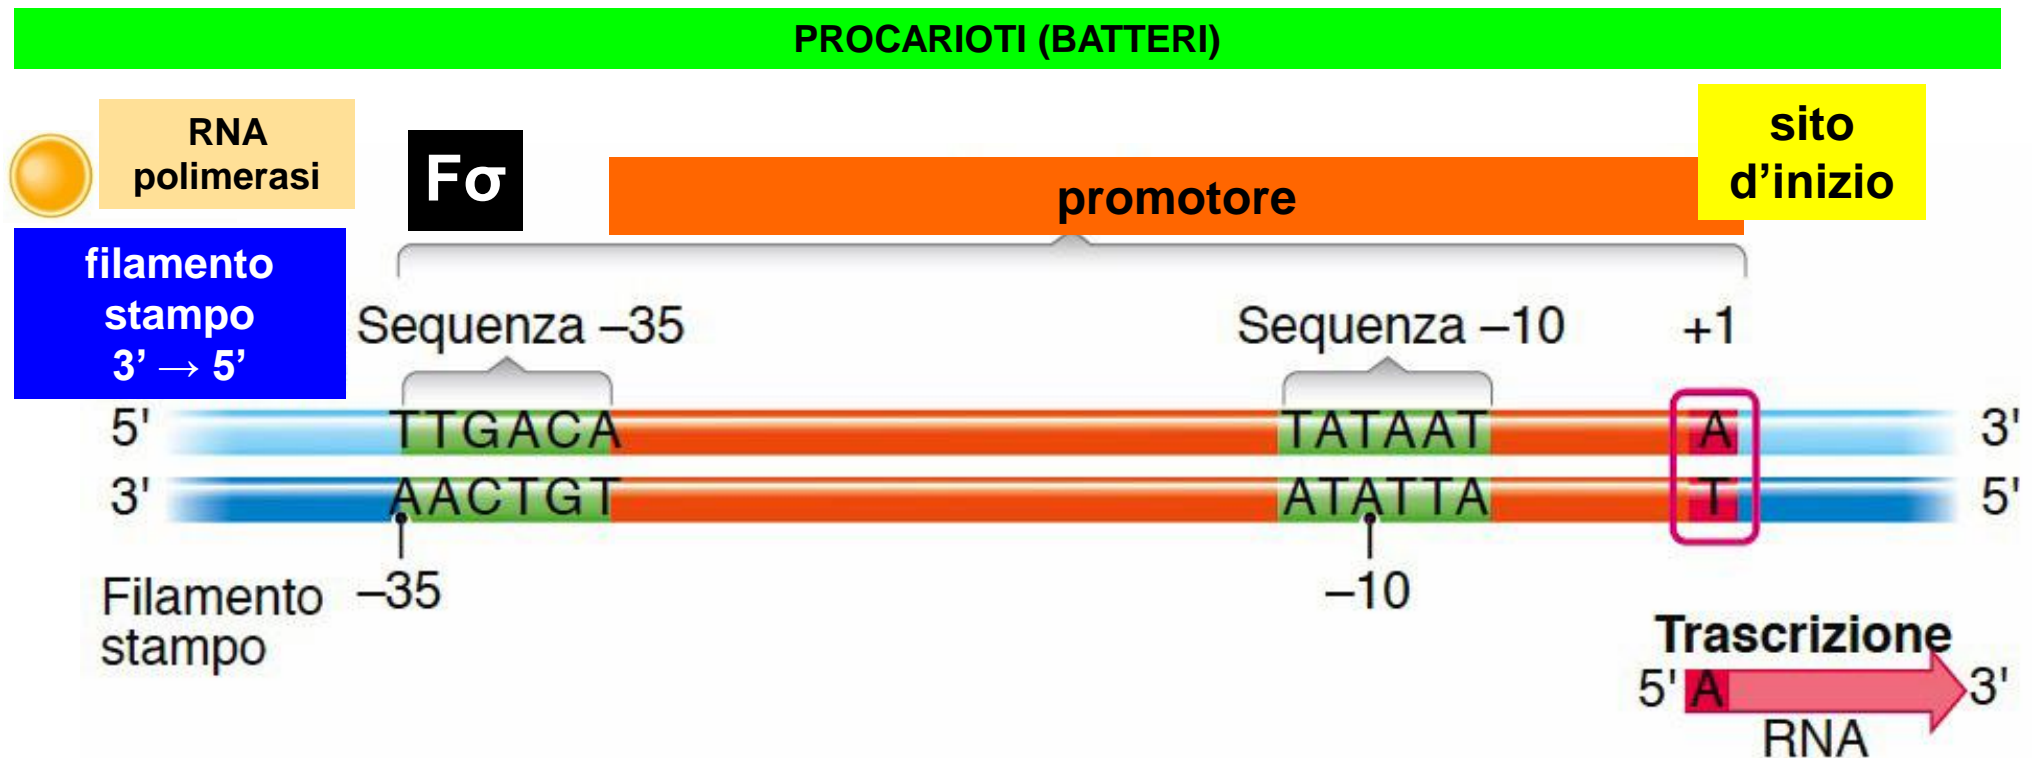 PROCARIOTI (BATTERI)
RNA
polimerasi
Fσ
promotore
sito
d’inizio
filamento
stampo
3’ → 5’
Sequenza –35
Sequenza –10
+1
5'
TTGACA
TATAAT
A
3'
3'
AACTGT
ATATTA
T
5'
–35
–10
Filamento
stampo
Trascrizione
5'
A
3'
RNA